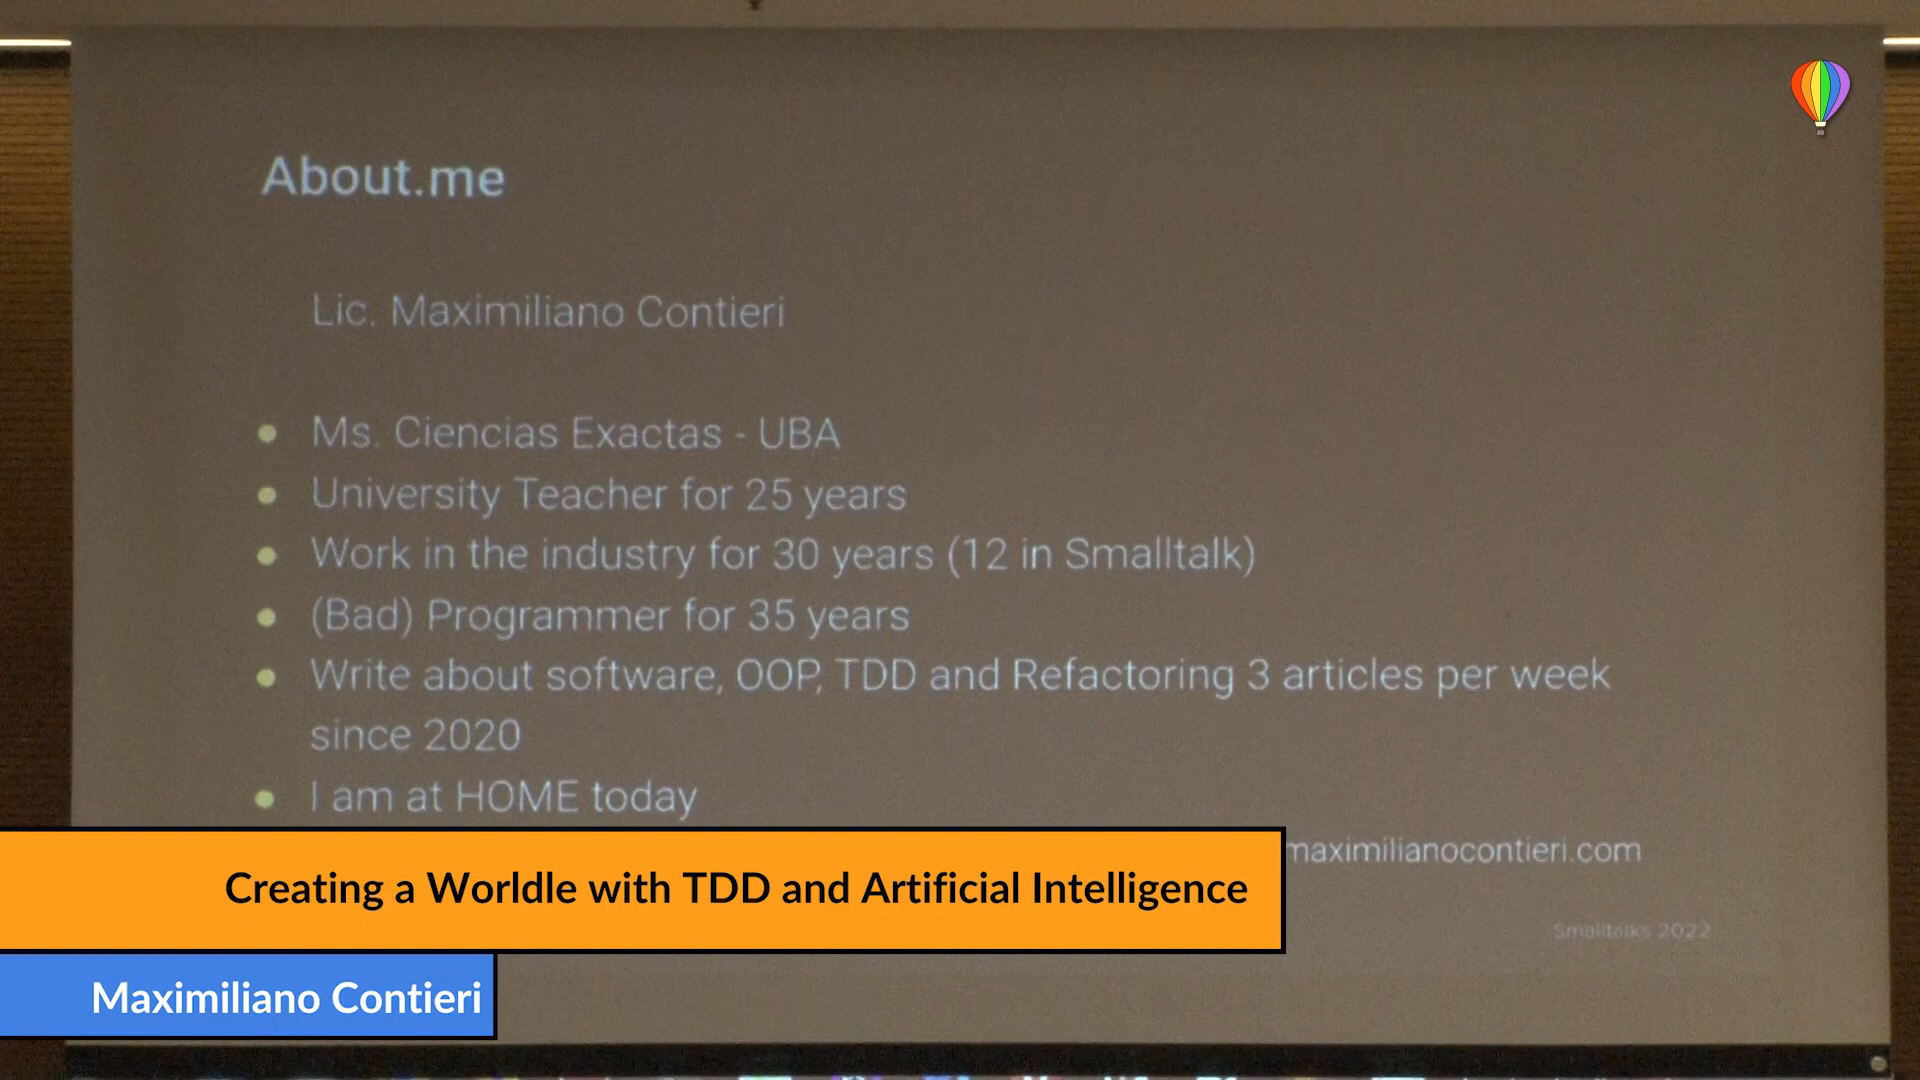 About.me
Lic. Maximiliano Contieri
Ms. Ciencias Exactas - UBA
University Teacher for 25 years
Work in the industry for 30 years (12 in Smalltalk)
(Bad) Programmer for 35 years
Write about software, OOP, TDD and Refactoring 3 articles per week
since 2020
I am at HOME today
maximilianocontieri.com
Creating a Worldle with TDD and Artificial Intelligence
Smalltalks 2022
Maximiliano Contieri